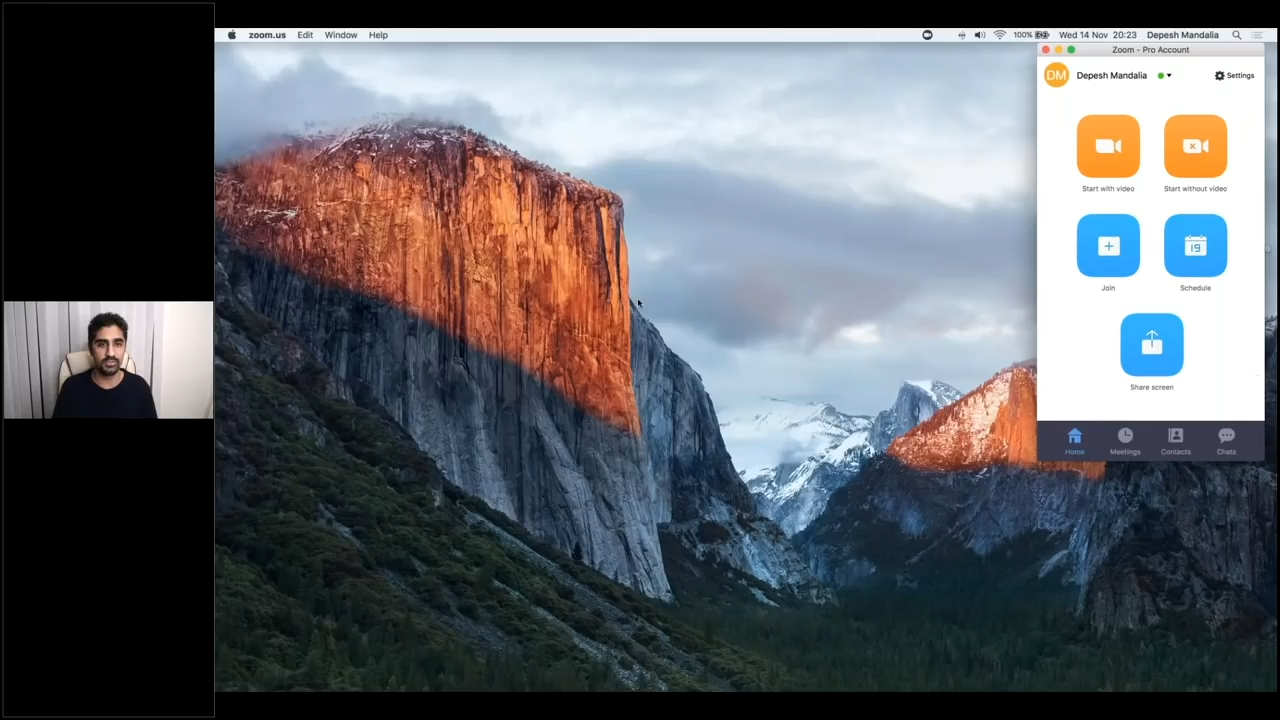 zoom.us Edit Window Help 100% Wed 14 Nov 20:23 Depesh Mandalia
Zoom - Pro Account
DM Depesh Mandalia Settings
Start with video Start without video
19
Join Schedule
Share screen
Home Meetings Contacts Chats